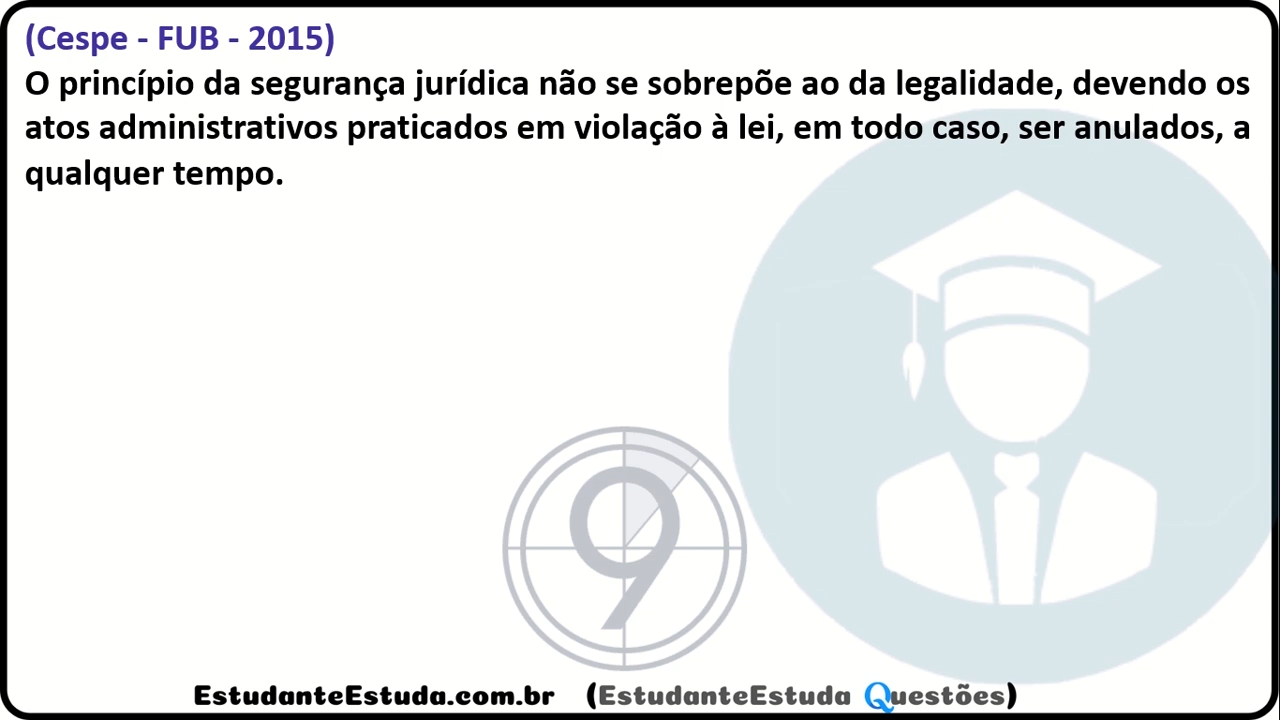 (Cespe - FUB - 2015)
O princípio da segurança jurídica não se sobrepõe ao da legalidade, devendo os
atos administrativos praticados em violação à lei, em todo caso, ser anulados, a
qualquer tempo.
9
EstudanteEstuda.com.br (EstudanteEstuda Questões)